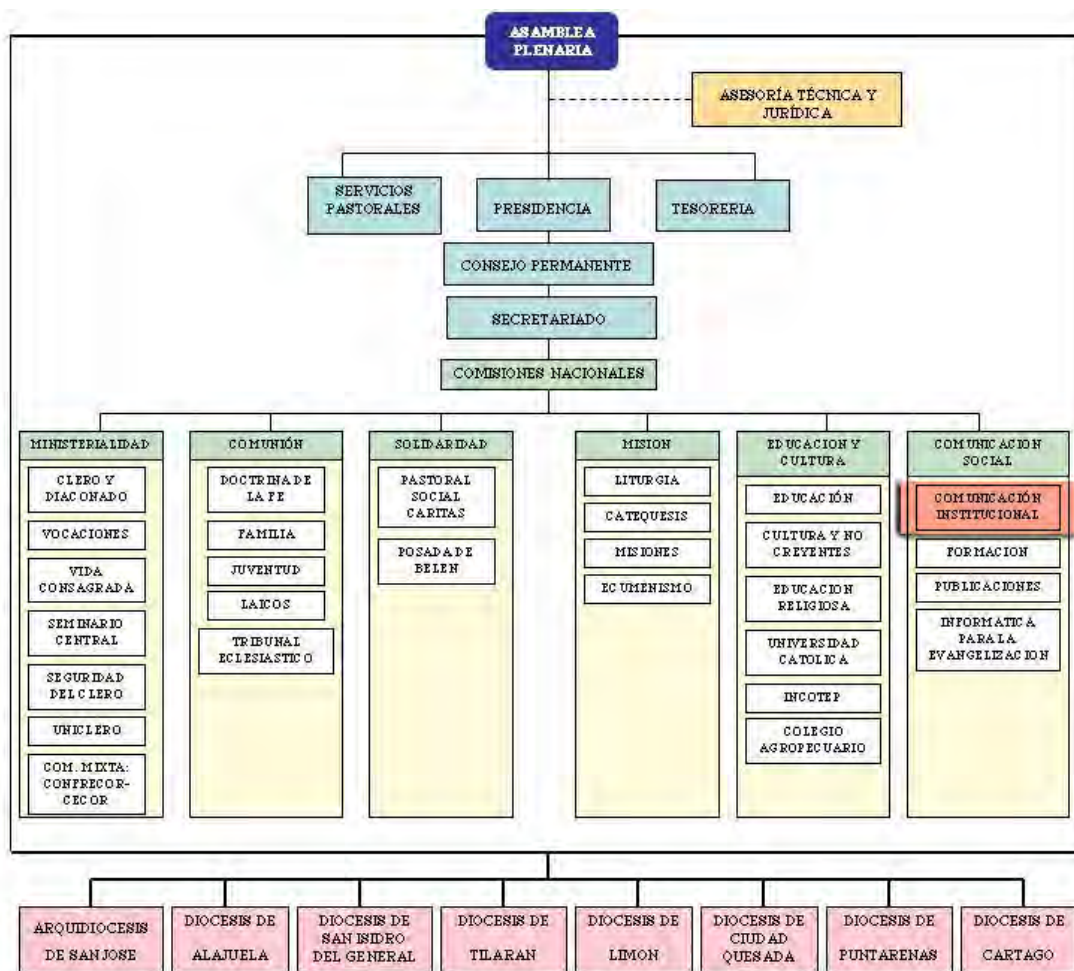 ASAMBLEA
PLENARIA
ASESORÍA TÉCNICA Y
JURÍDICA
SERVICIOS
PASTORALES
PRESIDENCIA
TESORERIA
CONSEJO PERMANENTE
SECRETARIADO
COMISIONES NACIONALES
MINISTERIALIDAD
CLERO Y
DIACONADO
VOCACIONES
VIDA
CONSAGRADA
SEMINARIO
CENTRAL
SEGURIDAD
DEL CLERO
UNICLERO
COM. MIXTA:
CONFRECOR-
CECOR
COMUNIÓN
DOCTRINA DE
LA FE
FAMILIA
JUVENTUD
LAICOS
TRIBUNAL
ECLESIASTICO
SOLIDARIDAD
PASTORAL
SOCIAL
CARITAS
POSADA DE
BELEN
MISION
LITURGIA
CATEQUESIS
MISIONES
ECUMENISMO
EDUCACION Y
CULTURA
EDUCACIÓN
CULTURA Y NO
CREYENTES
EDUCACION
RELIGIOSA
UNIVERSIDAD
CATOLICA
INCOTEP
COLEGIO
AGROPECUARIO
COMUNICACION
SOCIAL
COMUNICACIÓN
INSTITUCIONAL
FORMACION
PUBLICACIONES
INFORMATICA
PARA LA
EVANGELIZACION
ARQUIDIOCESIS
DE SAN JOSE
DIOCESIS DE
ALAJUELA
DIOCESIS DE
SAN ISIDRO
DEL GENERAL
DIOCESIS DE
TILARAN
DIOCESIS DE
LIMON
DIOCESIS DE
CIUDAD
QUESADA
DIOCESIS DE
PUNTARENAS
DIOCESIS DE
CARTAGO